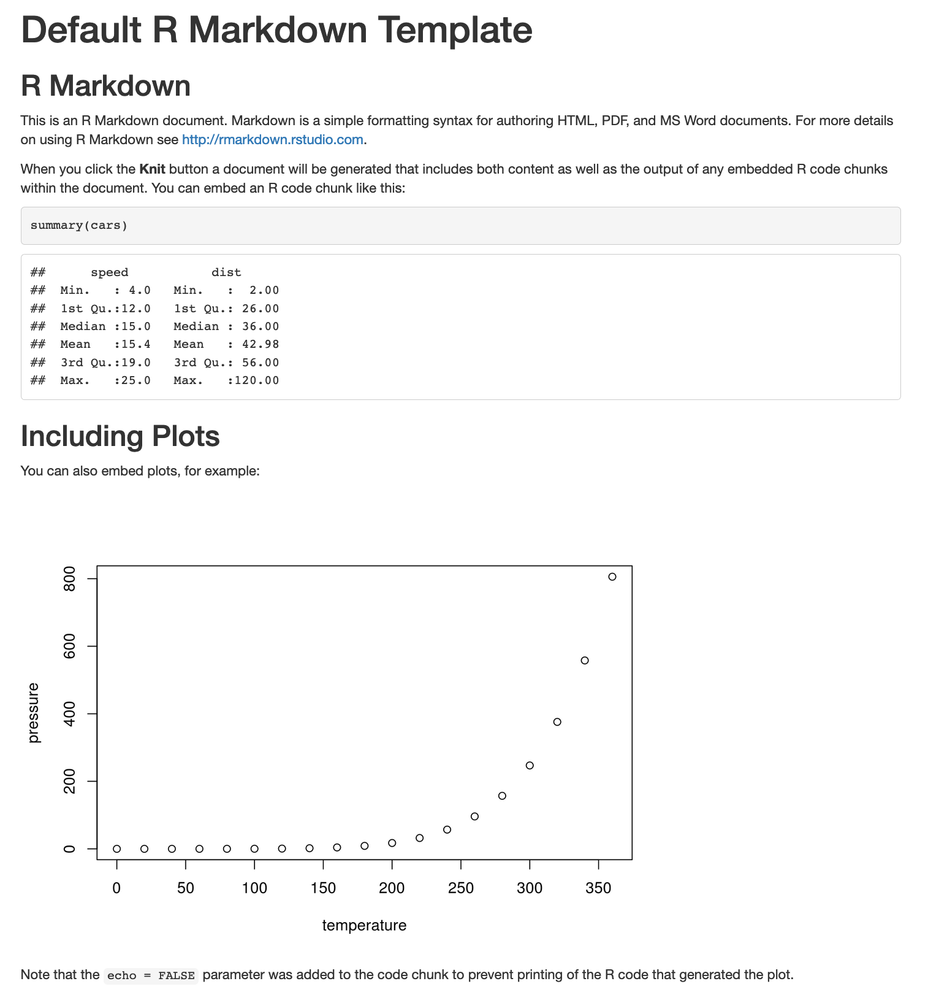 Default R Markdown Template
R Markdown
This is an R Markdown document. Markdown is a simple formatting syntax for authoring HTML, PDF, and MS Word documents. For more details
on using R Markdown see http://rmarkdown.rstudio.com.
When you click the Knit button a document will be generated that includes both content as well as the output of any embedded R code chunks
within the document. You can embed an R code chunk like this:
summary(cars)
##      speed           dist
##  Min.   : 4.0   Min.   :  2.00
##  1st Qu.:12.0   1st Qu.: 26.00
##  Median :15.0   Median : 36.00
##  Mean   :15.4   Mean   : 42.98
##  3rd Qu.:19.0   3rd Qu.: 56.00
##  Max.   :25.0   Max.   :120.00
Including Plots
You can also embed plots, for example:
800
600
400
200
0
pressure
0 50 100 150 200 250 300 350
temperature
Note that the echo = FALSE parameter was added to the code chunk to prevent printing of the R code that generated the plot.